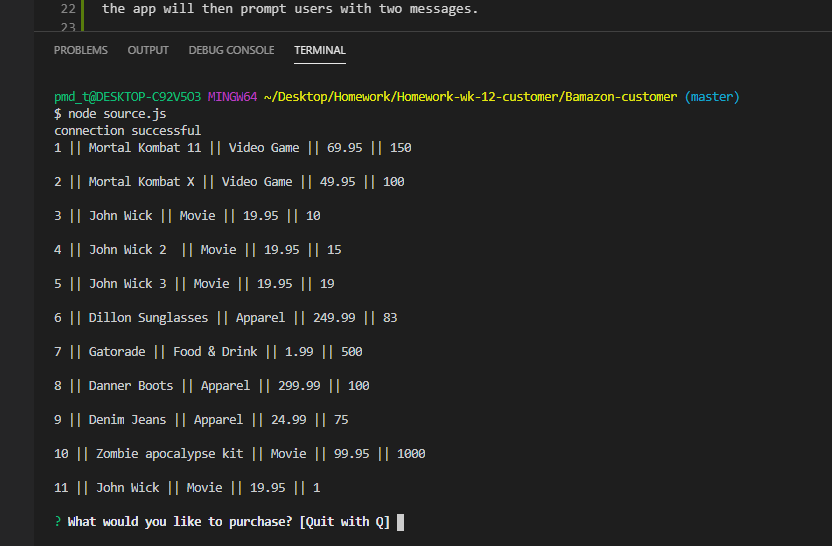 22 the app will then prompt users with two messages.
23
PROBLEMS OUTPUT DEBUG CONSOLE TERMINAL
pmd_t@DESKTOP-C92V5O3 MINGW64 ~/Desktop/Homework/Homework-wk-12-customer/Bamazon-customer (master)
$ node source.js
connection successful
1 || Mortal Kombat 11 || Video Game || 69.95 || 150
2 || Mortal Kombat X || Video Game || 49.95 || 100
3 || John Wick || Movie || 19.95 || 10
4 || John Wick 2  || Movie || 19.95 || 15
5 || John Wick 3 || Movie || 19.95 || 19
6 || Dillon Sunglasses || Apparel || 249.99 || 83
7 || Gatorade || Food & Drink || 1.99 || 500
8 || Danner Boots || Apparel || 299.99 || 100
9 || Denim Jeans || Apparel || 24.99 || 75
10 || Zombie apocalypse kit || Movie || 99.95 || 1000
11 || John Wick || Movie || 19.95 || 1
? What would you like to purchase? [Quit with Q]